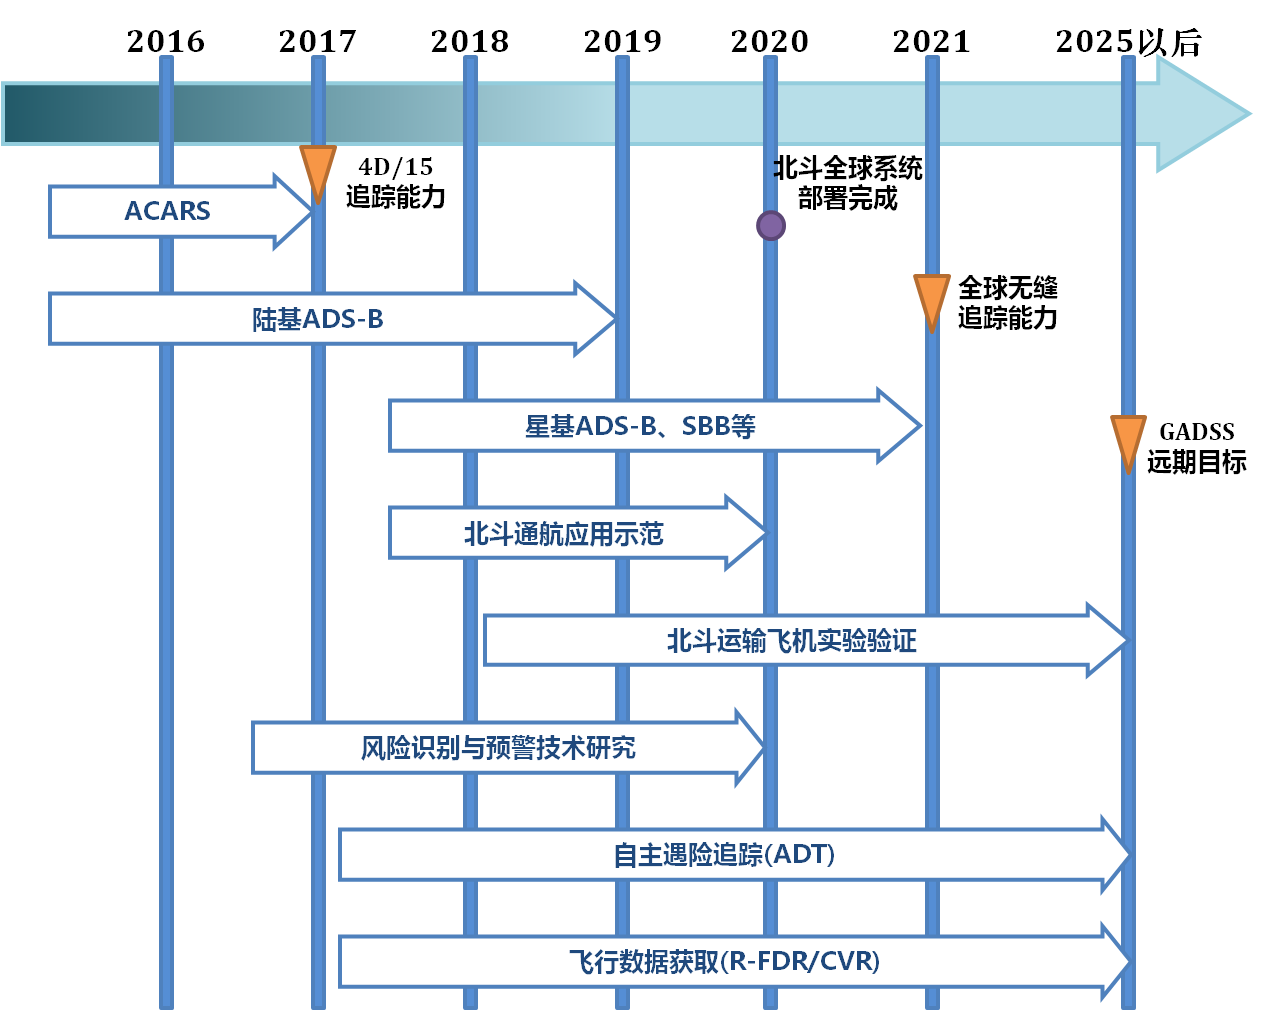 2016
2017
2018
2019
2020
2021
2025以后
4D/15
追踪能力
北斗全球系统
部署完成
ACARS
全球无缝
追踪能力
陆基ADS-B
星基ADS-B、SBB等
GADSS
远期目标
北斗通航应用示范
北斗运输飞机实验验证
风险识别与预警技术研究
自主遇险追踪(ADT)
飞行数据获取(R-FDR/CVR)